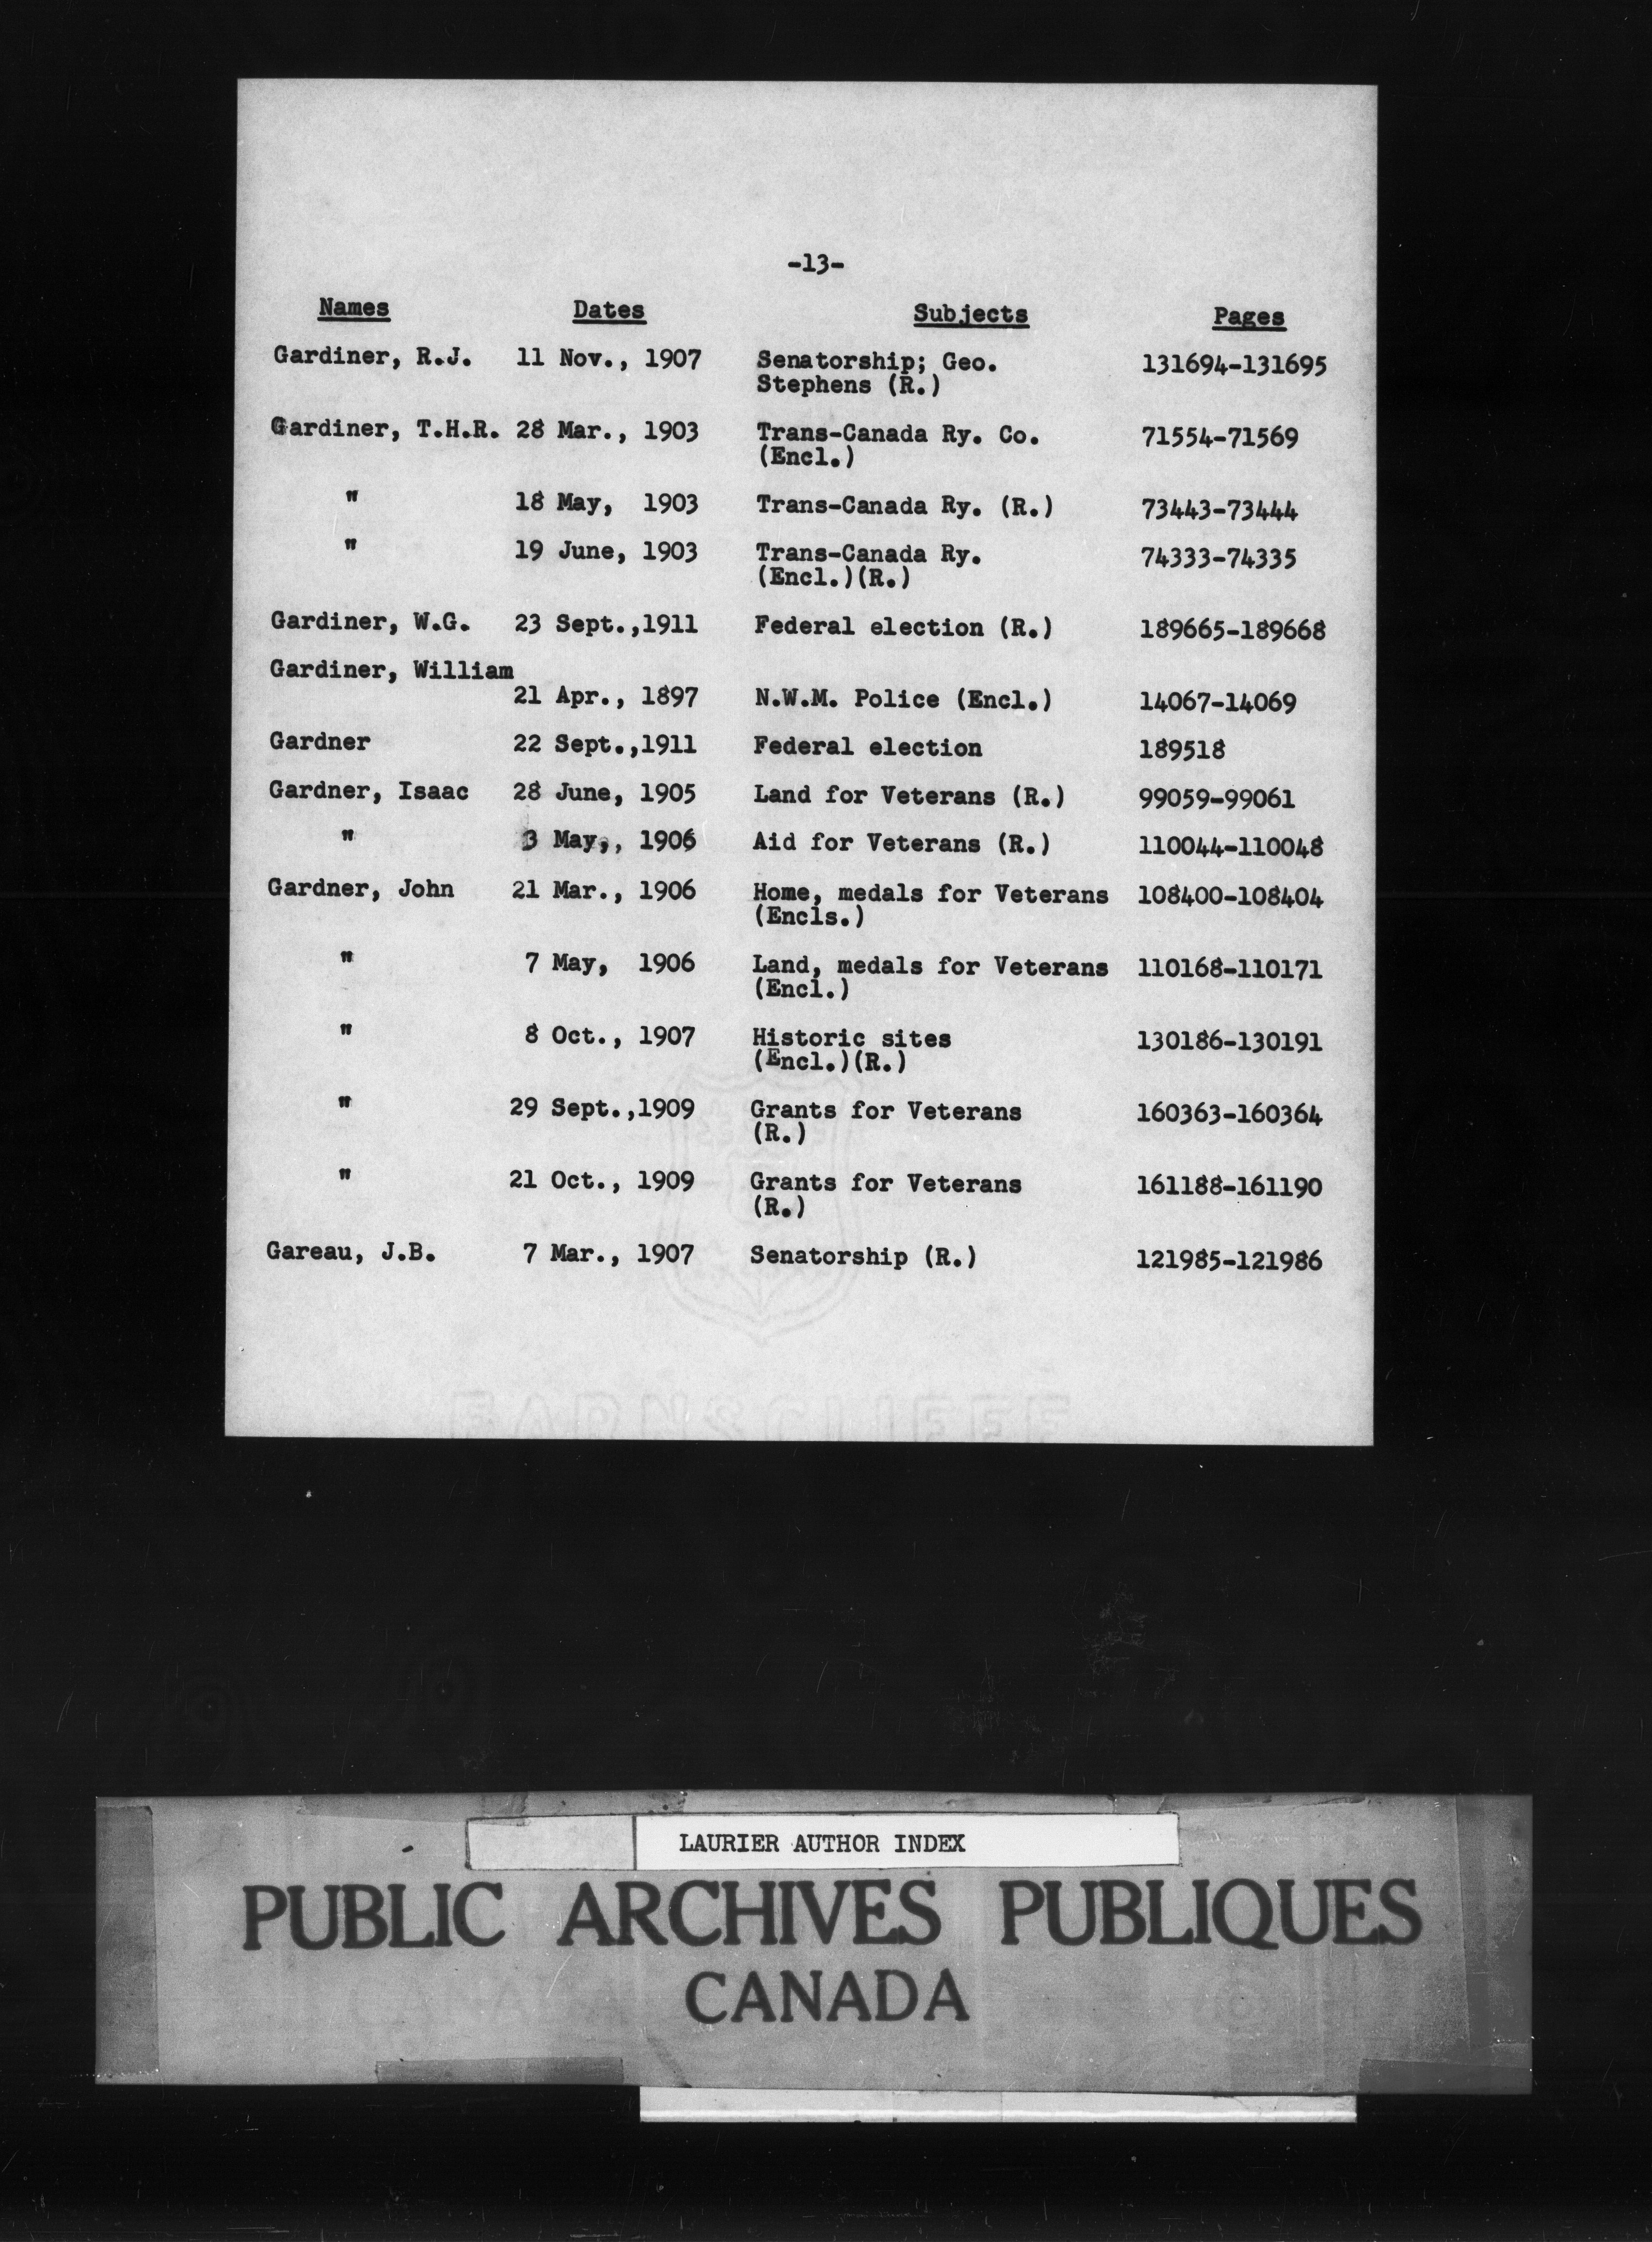 -13-
Names Dates Subjects Pages
Gardiner, R.J. 11 Nov., 1907 Senatorship; Geo. 131694-131695
Stephens (R.)
Gardiner, T.H.R. 28 Mar., 1903 Trans-Canada Ry. Co. 71554-71569
(Encl.)
" 18 May, 1903 Trans-Canada Ry. (R.) 73443-73444
" 19 June, 1903 Trans-Canada Ry. 74333-74335
(Encl.)(R.)
Gardiner, W.G. 23 Sept.,1911 Federal election (R.) 189665-189668
Gardiner, William
21 Apr., 1897 N.W.M. Police (Encl.) 14067-14069
Gardner 22 Sept.,1911 Federal election 189518
Gardner, Isaac 28 June, 1905 Land for Veterans (R.) 99059-99061
" 3 May,, 1906 Aid for Veterans (R.) 110044-110048
Gardner, John 21 Mar., 1906 Home, medals for Veterans 108400-108404
(Encls.)
" 7 May, 1906 Land, medals for Veterans 110168-110171
(Encl.)
" 8 Oct., 1907 Historic sites 130186-130191
(Encl.)(R.)
" 29 Sept.,1909 Grants for Veterans 160363-160364
(R.)
" 21 Oct., 1909 Grants for Veterans 161188-161190
(R.)
Gareau, J.B. 7 Mar., 1907 Senatorship (R.) 121985-121986
EARNSCLIFFE
LAURIER AUTHOR INDEX
PUBLIC ARCHIVES PUBLIQUES
CANADA